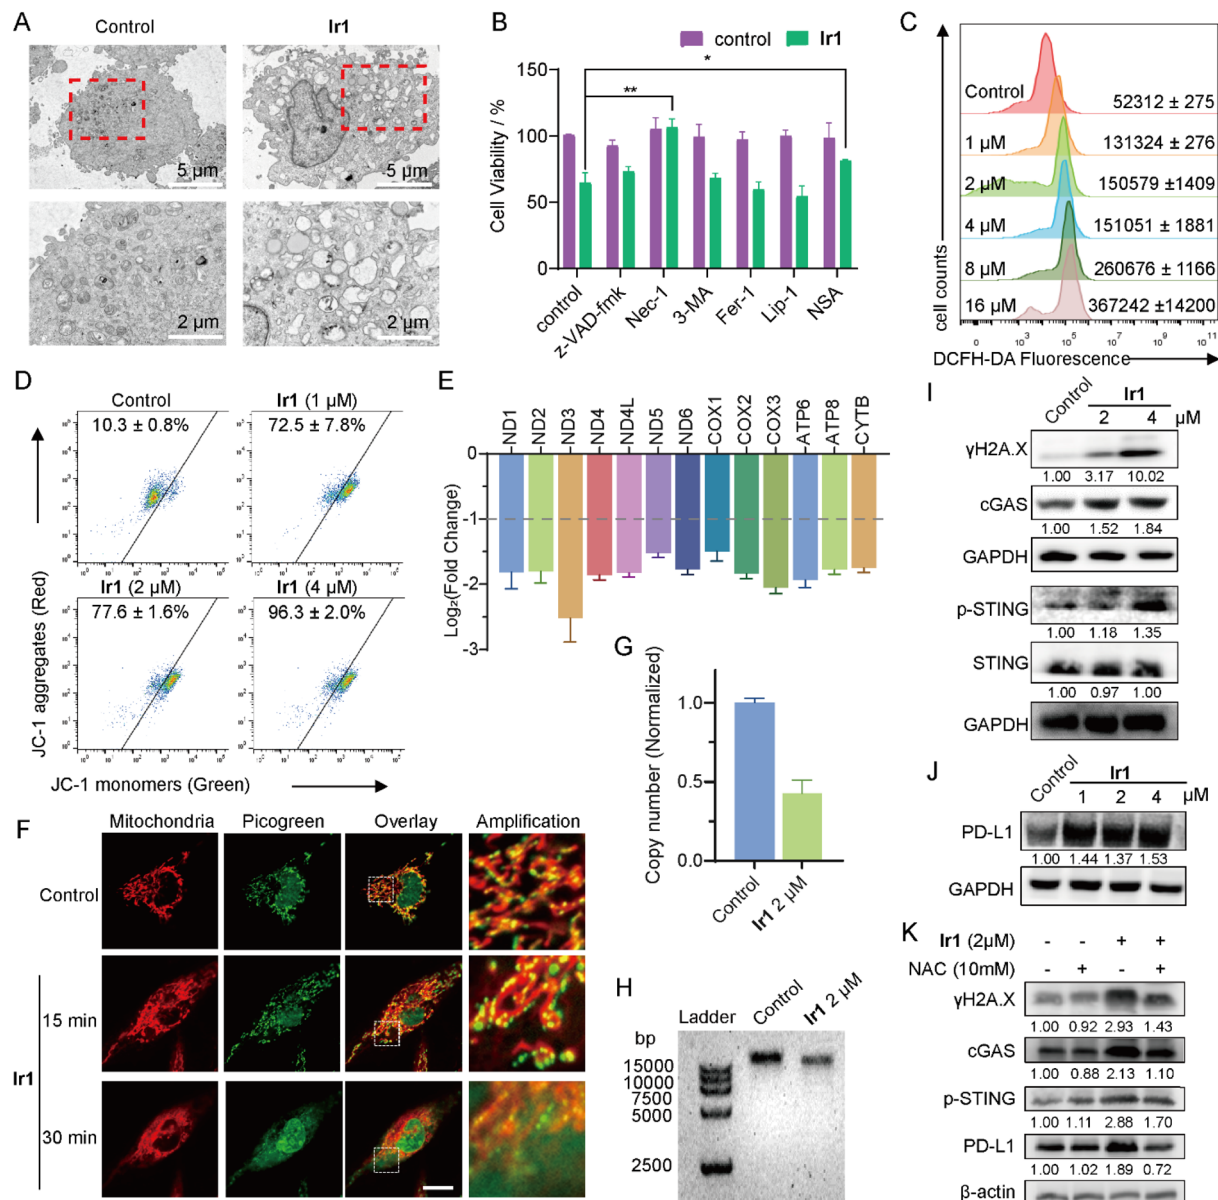 A
Control
Ir1
5 μm
5 μm
2 μm
2 μm
B
control
Ir1
Cell Viability / %
150
100
50
0
*
**
control
z-VAD-fmk
Nec-1
3-MA
Fer-1
Lip-1
NSA
C
cell counts
Control
52312 ± 275
1 μM
131324 ± 276
2 μM
150579 ±1409
4 μM
151051 ± 1881
8 μM
260676 ± 1166
16 μM
367242 ±14200
0 10³ 10⁵ 10⁷ 10⁹ 10¹¹
DCFH-DA Fluorescence
D
Control
10.3 ± 0.8%
Ir1 (1 μM)
72.5 ± 7.8%
Ir1 (2 μM)
77.6 ± 1.6%
Ir1 (4 μM)
96.3 ± 2.0%
JC-1 aggregates (Red)
JC-1 monomers (Green)
E
ND1
ND2
ND3
ND4
ND4L
ND5
ND6
COX1
COX2
COX3
ATP6
ATP8
CYTB
Log₂(Fold Change)
0
-1
-2
-3
F
Mitochondria Picogreen Overlay Amplification
Control
15 min
Ir1
30 min
G
Copy number (Normalized)
1.0
0.5
0.0
Control
Ir1 2 μM
H
Ladder
Control
Ir1 2 μM
bp
15000
10000
7500
5000
2500
I
Control
Ir1
2 4 μM
γH2A.X
1.00 3.17 10.02
cGAS
1.00 1.52 1.84
GAPDH
p-STING
1.00 1.18 1.35
STING
1.00 0.97 1.00
GAPDH
J
Control
Ir1
1 2 4 μM
PD-L1
1.00 1.44 1.37 1.53
GAPDH
K
Ir1 (2μM) - - + +
NAC (10mM) - + - +
γH2A.X
1.00 0.92 2.93 1.43
cGAS
1.00 0.88 2.13 1.10
p-STING
1.00 1.11 2.88 1.70
PD-L1
1.00 1.02 1.89 0.72
β-actin